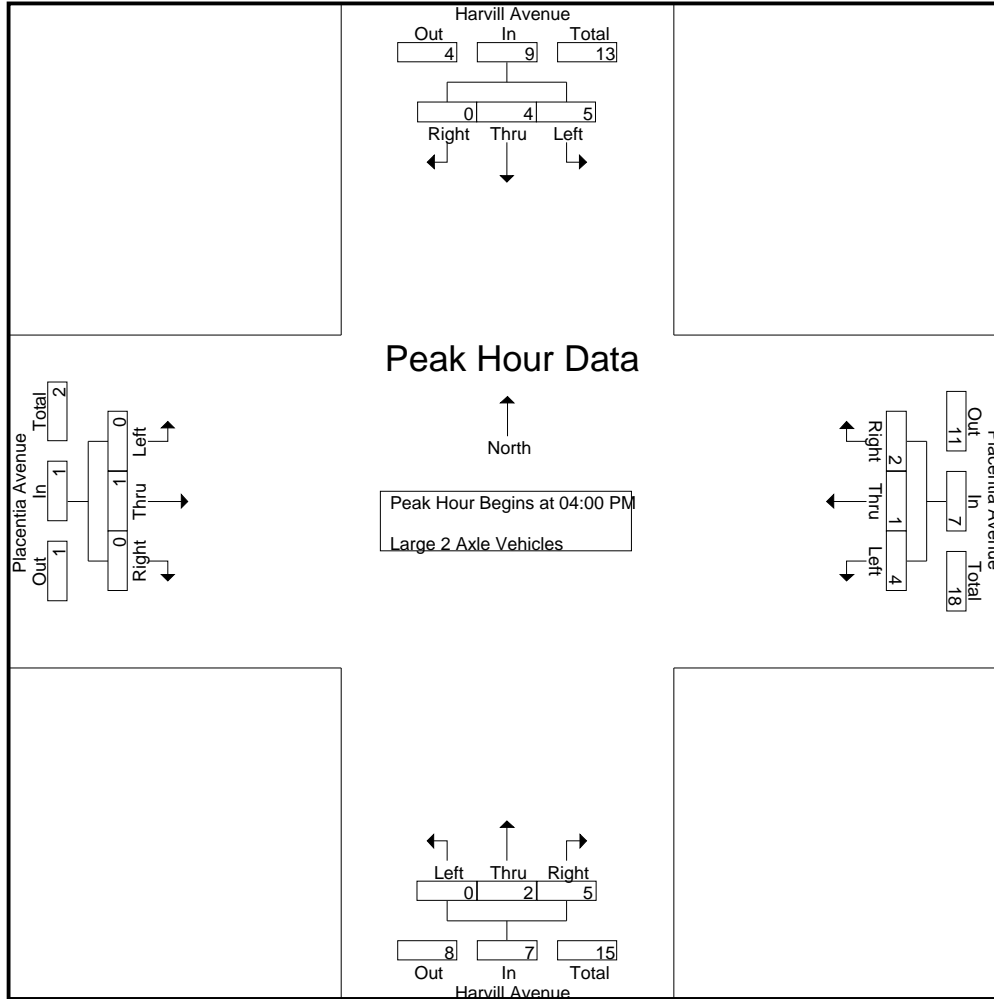 Harvill Avenue
Out In Total
4 9 13
0 4 5
Right Thru Left
Peak Hour Data
North
Peak Hour Begins at 04:00 PM
Large 2 Axle Vehicles
Placentia Avenue
Out In Total
1 1 2
Right Thru Left
0 1 0
Placentia Avenue
Out In Total
11 7 18
Right Thru Left
2 1 4
Left Thru Right
0 2 5
8 7 15
Out In Total
Harvill Avenue